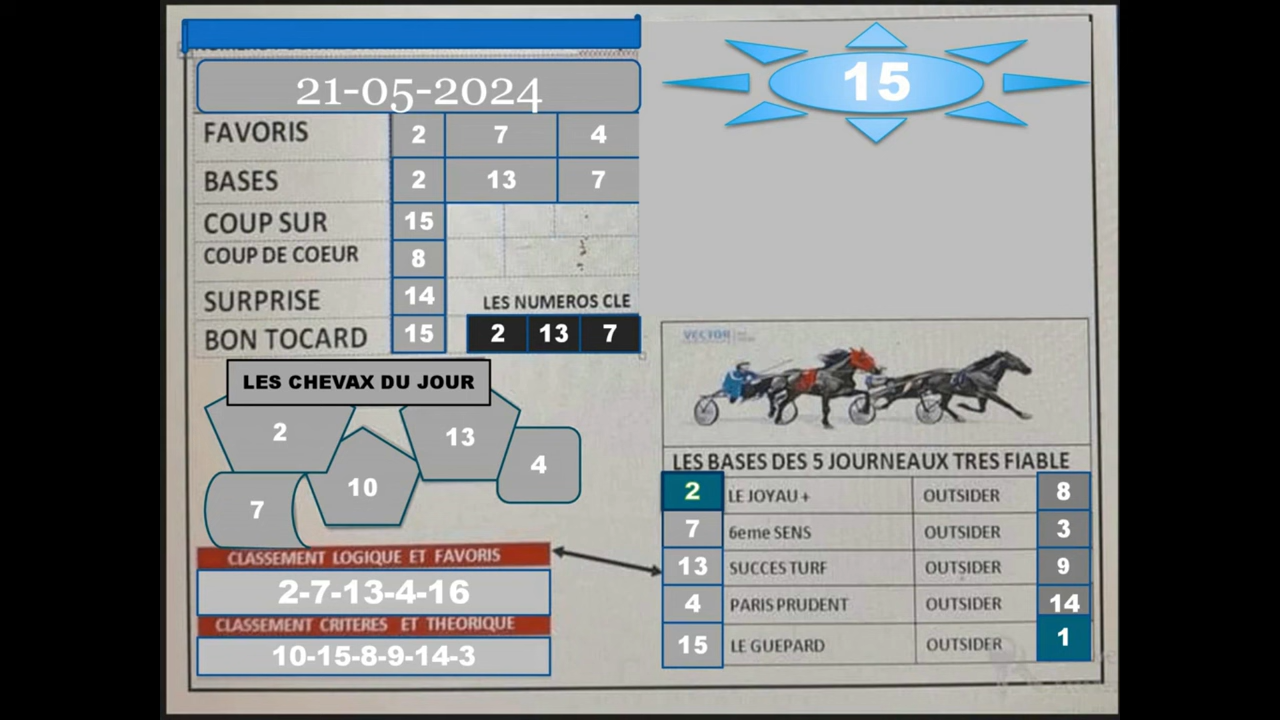 21-05-2024
15
FAVORIS 2 7 4
BASES 2 13 7
COUP SUR 15
COUP DE COEUR 8
SURPRISE 14
LES NUMEROS CLE
BON TOCARD 15
2 13 7
LES CHEVAX DU JOUR
2
13
4
10
7
VECTOR
LES BASES DES 5 JOURNEAUX TRES FIABLE
2 LE JOYAU + OUTSIDER 8
7 6eme SENS OUTSIDER 3
13 SUCCES TURF OUTSIDER 9
4 PARIS PRUDENT OUTSIDER 14
15 LE GUEPARD OUTSIDER 1
CLASSEMENT LOGIQUE ET FAVORIS
2-7-13-4-16
CLASSEMENT CRITERES ET THEORIQUE
10-15-8-9-14-3